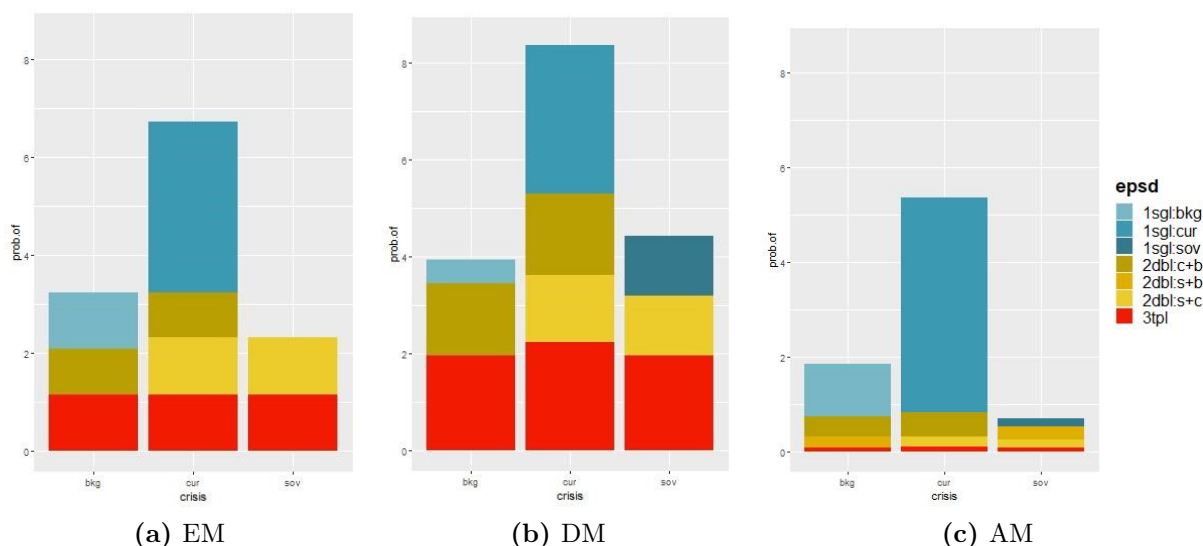 prob.of
8
6
4
2
0
bkg
cur
sov
crisis
(a) EM
prob.of
8
6
4
2
0
bkg
cur
sov
crisis
(b) DM
prob.of
8
6
4
2
0
bkg
cur
sov
crisis
(c) AM
epsd
1sgl:bkg
1sgl:cur
1sgl:sov
2dbl:c+b
2dbl:s+b
2dbl:s+c
3tpl